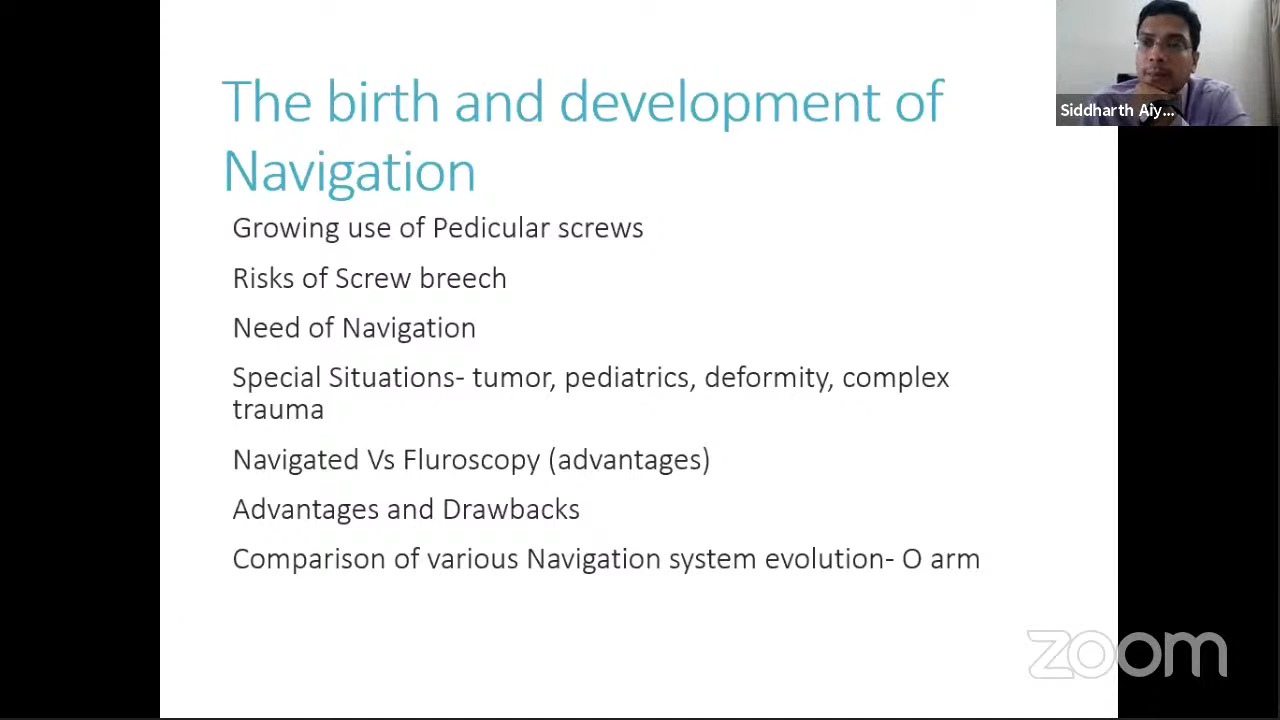 The birth and development of
Navigation
Growing use of Pedicular screws
Risks of Screw breech
Need of Navigation
Special Situations- tumor, pediatrics, deformity, complex
trauma
Navigated Vs Fluroscopy (advantages)
Advantages and Drawbacks
Comparison of various Navigation system evolution- O arm
Siddharth Aiy...
zoom